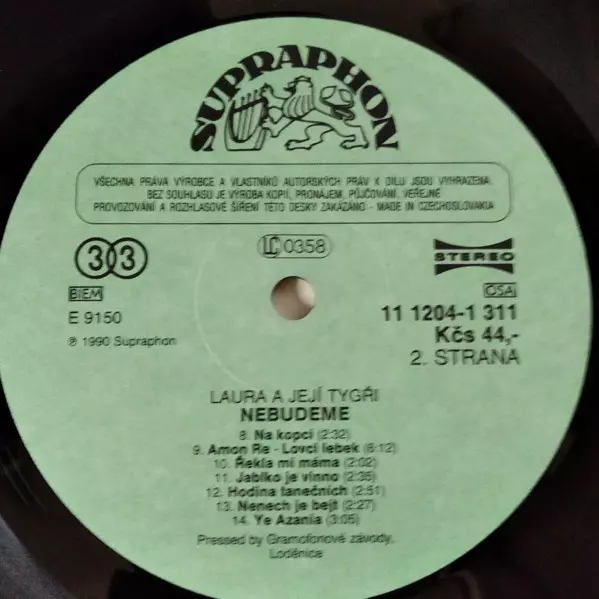 SUPRAPHON
VŠECHNA PRÁVA VÝROBCE A VLASTNÍKŮ AUTORSKÝCH PRÁV K DÍLU JSOU VYHRAZENA.
BEZ SOUHLASU JE VÝROBA KOPIÍ, PRONÁJEM, PŮJČOVÁNÍ, VEŘEJNÉ
PROVOZOVÁNÍ A ROZHLASOVÉ ŠÍŘENÍ TÉTO DESKY ZAKÁZÁNO - MADE IN CZECHOSLOVAKIA
33
LC 0358
STEREO
BIEM
OSA
E 9150
11 1204-1 311
℗ 1990 Supraphon
Kčs 44,-
2. STRANA
LAURA A JEJÍ TYGŘI
NEBUDEME
8. Na kopci (2:32)
9. Amon Re - Lovci lebek (6:12)
10. Řekla mi máma (2:02)
11. Jablko je vinno (2:35)
12. Hodina tanečních (2:51)
13. Nenech je bejt (2:27)
14. Ye Azania (3:05)
Pressed by Gramofonové závody,
Loděnice